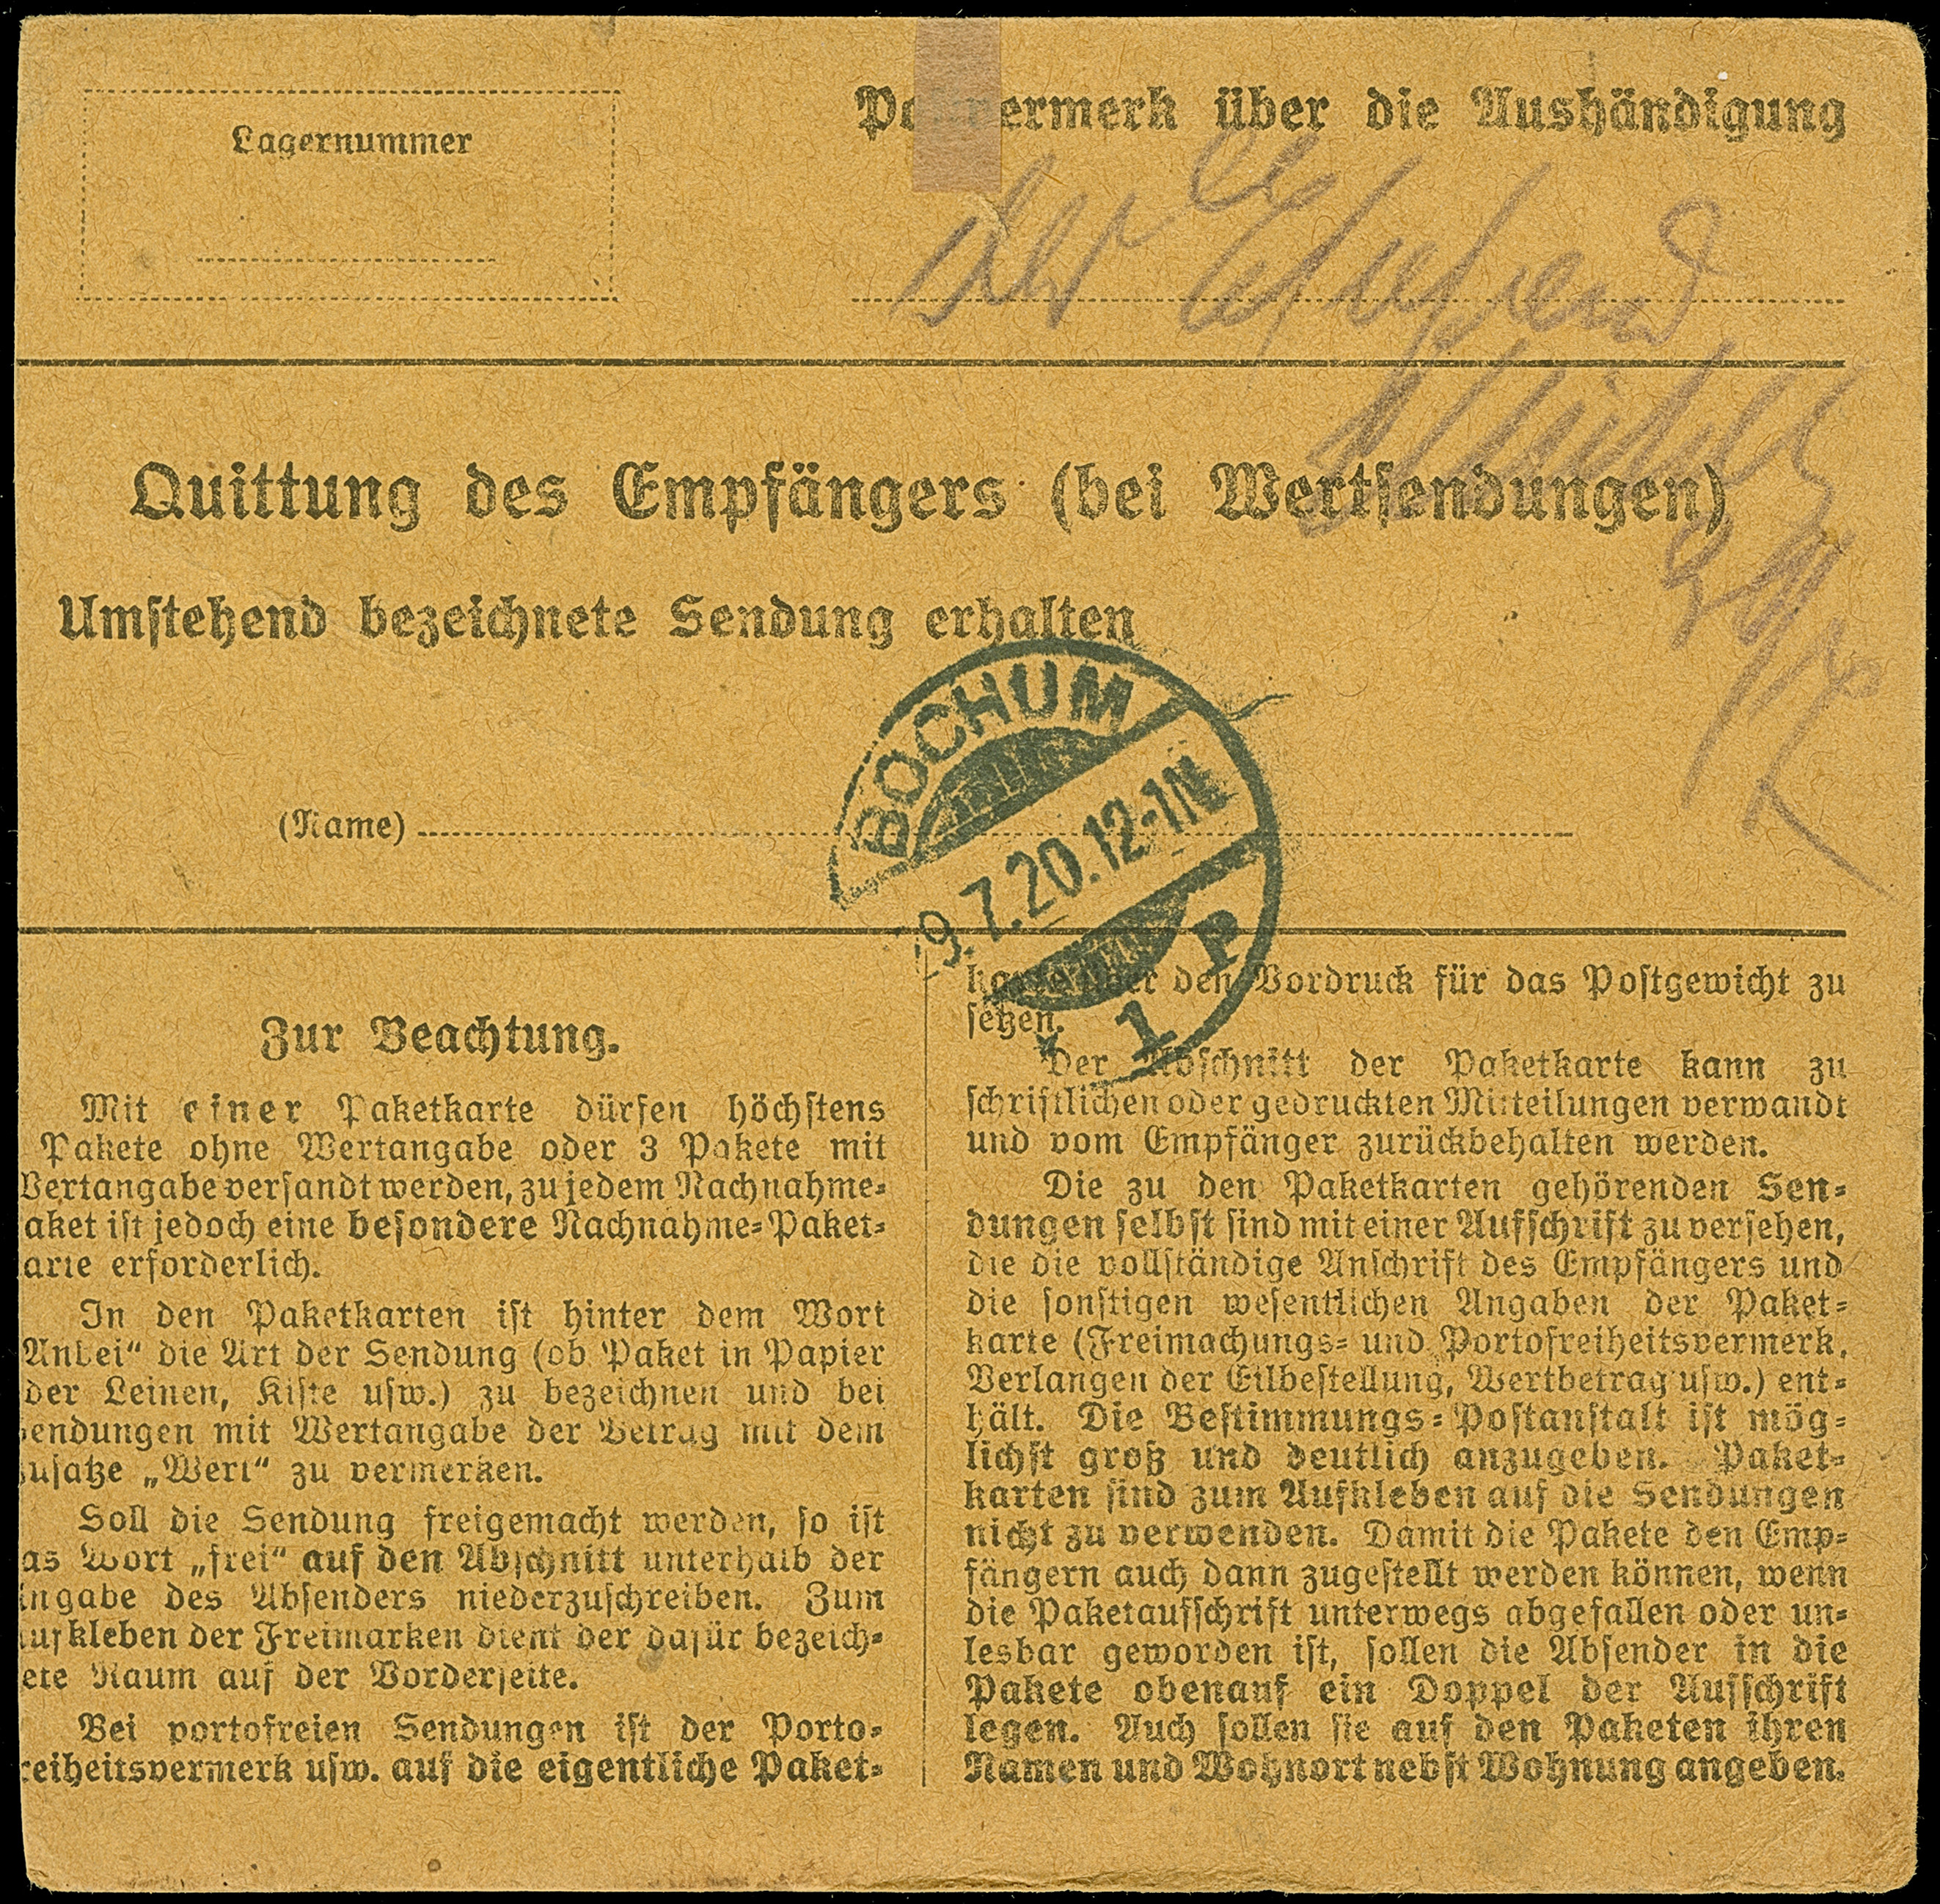 Lagernummer
Postvermerk über die Aushändigung
Quittung des Empfängers (bei Wertsendungen)
Umstehend bezeichnete Sendung erhalten
BOCHUM
9.7.20.12-1N
* 1 P
(Name)
Zur Beachtung.
Mit einer Paketkarte dürfen höchstens
Pakete ohne Wertangabe oder 3 Pakete mit
Wertangabe versandt werden, zu jedem Nachnahme-
aket ist jedoch eine besondere Nachnahme-Paket-
arte erforderlich.
In den Paketkarten ist hinter dem Wort
Anbei“ die Art der Sendung (ob Paket in Papier
der Leinen, Kiste usw.) zu bezeichnen und bei
endungen mit Wertangabe der Betrag mit dem
usatze „Wert“ zu vermerken.
Soll die Sendung freigemacht werden, so ist
as Wort „frei“ auf den Abschnitt unterhalb der
ngabe des Absenders niederzuschreiben. Zum
ufkleben der Freimarken dient der dafür bezeich-
ete Raum auf der Vorderseite.
Bei portofreien Sendungen ist der Porto-
reiheitsvermerk usw. auf die eigentliche Paket-
karte über den Vordruck für das Postgewicht zu
setzen.
Der Abschnitt der Paketkarte kann zu
schriftlichen oder gedruckten Mitteilungen verwandt
und vom Empfänger zurückbehalten werden.
Die zu den Paketkarten gehörenden Sen-
dungen selbst sind mit einer Aufschrift zu versehen,
die die vollständige Anschrift des Empfängers und
die sonstigen wesentlichen Angaben der Paket-
karte (Freimachungs- und Portofreiheitsvermerk,
Verlangen der Eilbestellung, Wertbetrag usw.) ent-
hält. Die Bestimmungs-Postanstalt ist mög-
lichst groß und deutlich anzugeben. Paket-
karten sind zum Aufkleben auf die Sendungen
nicht zu verwenden. Damit die Pakete den Emp-
fängern auch dann zugestellt werden können, wenn
die Paketaufschrift unterwegs abgefallen oder un-
lesbar geworden ist, sollen die Absender in die
Pakete obenauf ein Doppel der Aufschrift
legen. Auch sollen sie auf den Paketen ihren
Namen und Wohnort nebst Wohnung angeben.